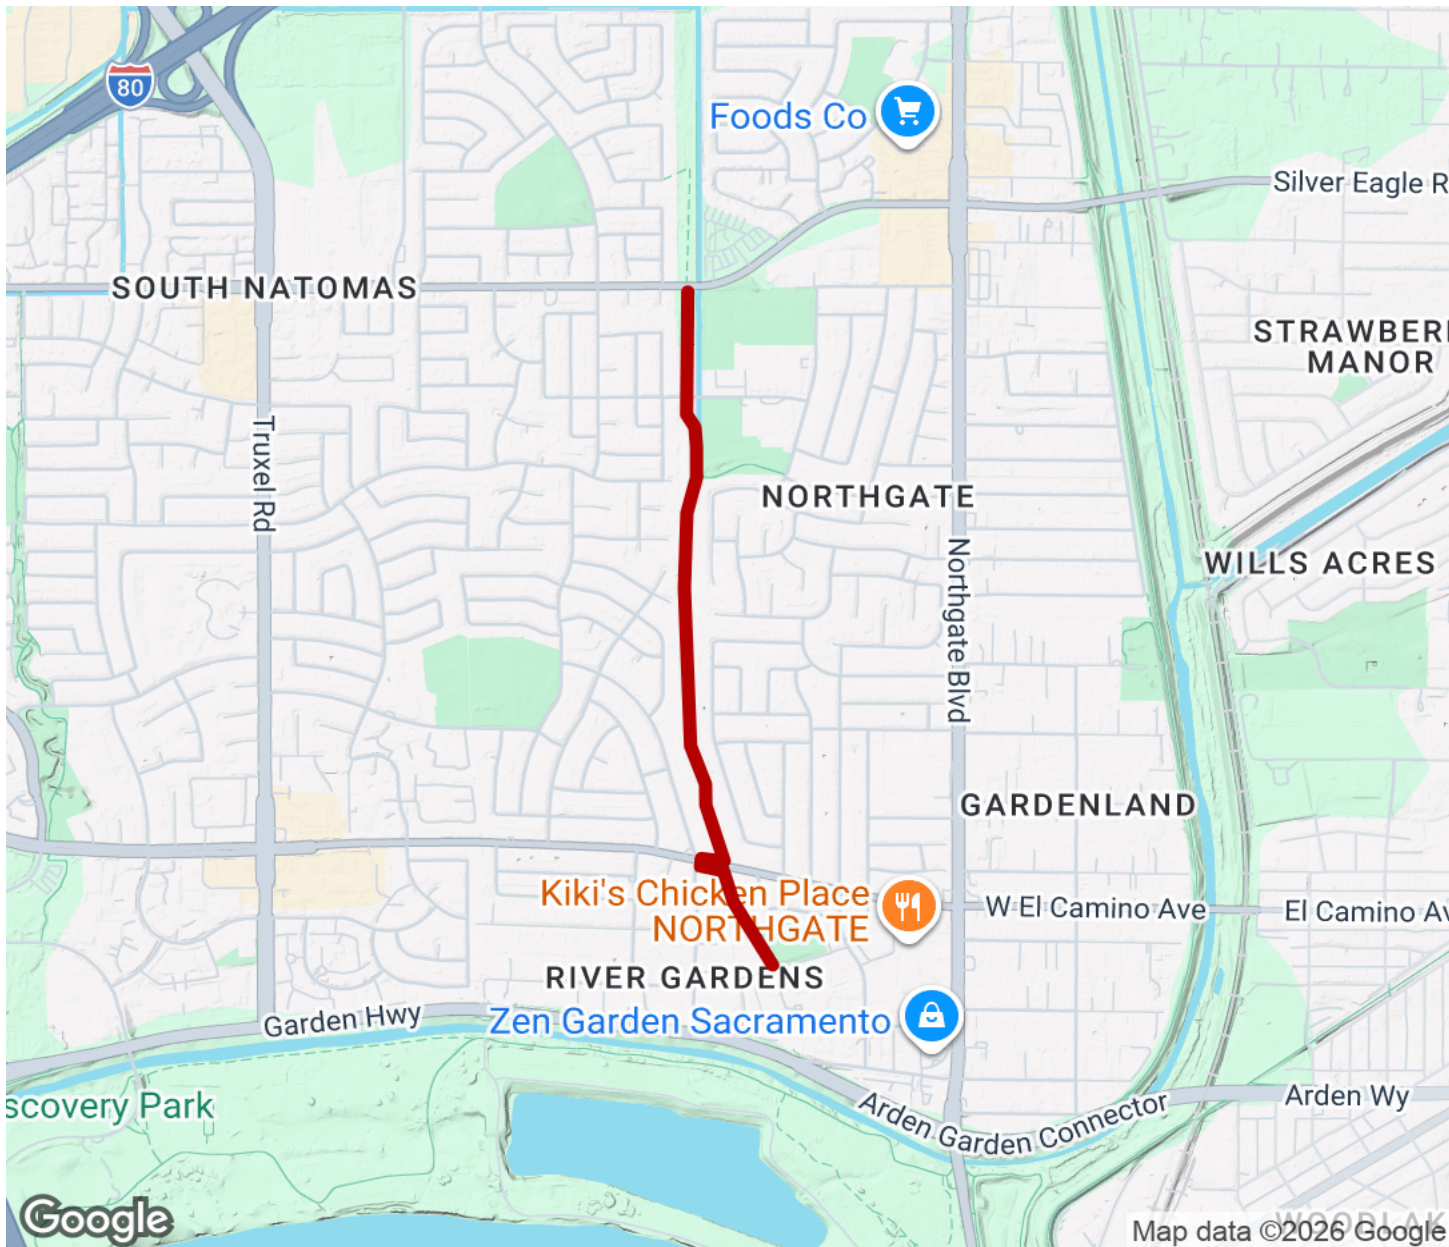 80
Foods Co
Silver Eagle R
SOUTH NATOMAS
STRAWBER
MANOR
Truxel Rd
NORTHGATE
Northgate Blvd
WILLS ACRES
GARDENLAND
Kiki's Chicken Place
NORTHGATE
W El Camino Ave
El Camino Av
RIVER GARDENS
Garden Hwy
Zen Garden Sacramento
scovery Park
Arden Garden Connector
Arden Wy
WOODLAK
Google
Map data ©2026 Google